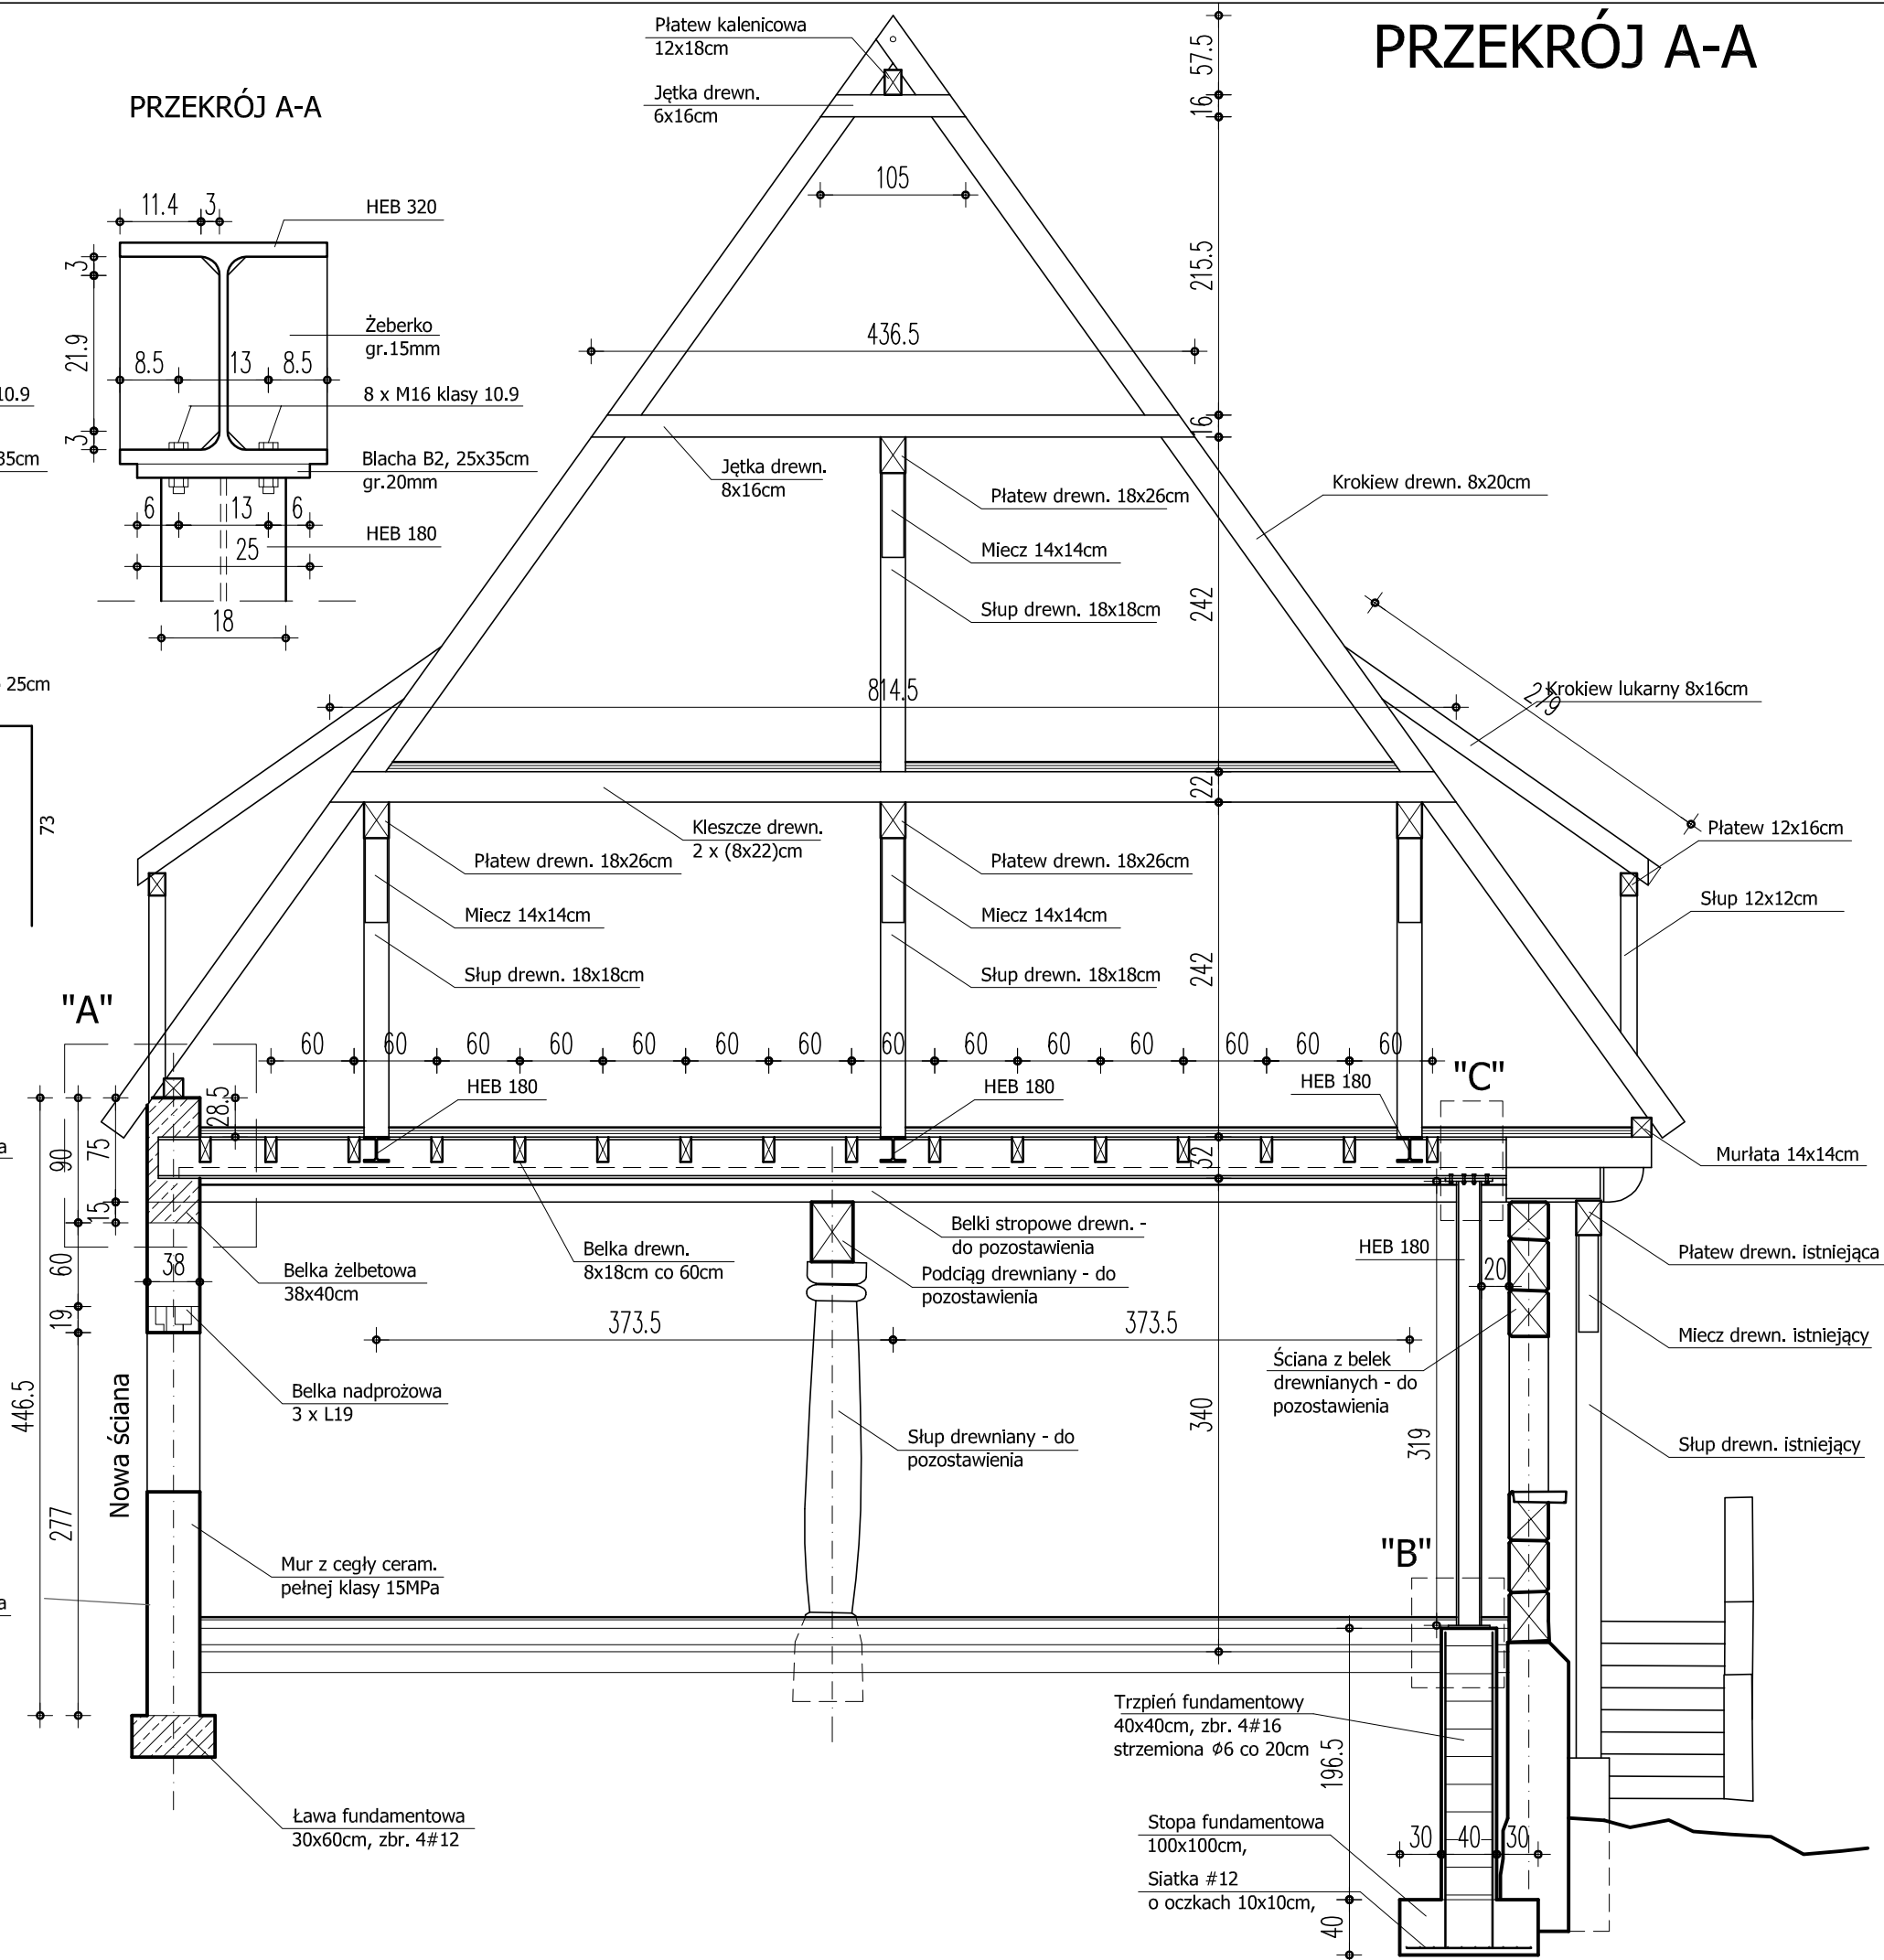 PRZEKRÓJ A-A
PRZEKRÓJ A-A
Płatew kalenicowa
12x18cm
Jętka drewn.
6x16cm
57.5
16
105
215.5
436.5
16
11.4
3
HEB 320
3
21.9
3
Żeberko
gr.15mm
8.5
13
8.5
8 x M16 klasy 10.9
10.9
35cm
Blacha B2, 25x35cm
gr.20mm
6
13
6
HEB 180
25
18
25cm
73
Jętka drewn.
8x16cm
Płatew drewn. 18x26cm
Miecz 14x14cm
Słup drewn. 18x18cm
Krokiew drewn. 8x20cm
242
814.5
219
Krokiew lukarny 8x16cm
22
Kleszcze drewn.
2 x (8x22)cm
Płatew drewn. 18x26cm
Miecz 14x14cm
Słup drewn. 18x18cm
Płatew drewn. 18x26cm
Miecz 14x14cm
Słup drewn. 18x18cm
Płatew 12x16cm
Słup 12x12cm
242
"A"
60
60
60
60
60
60
60
60
60
60
60
60
60
60
HEB 180
HEB 180
HEB 180
"C"
28.5
75
90
15
32
a
Murłata 14x14cm
60
38
19
Belka żelbetowa
38x40cm
Belka drewn.
8x18cm co 60cm
Belki stropowe drewn. -
do pozostawienia
Podciąg drewniany - do
pozostawienia
HEB 180
20
Płatew drewn. istniejąca
373.5
373.5
Miecz drewn. istniejący
Ściana z belek
drewnianych - do
pozostawienia
446.5
Nowa ściana
Belka nadprożowa
3 x L19
Słup drewniany - do
pozostawienia
340
319
Słup drewn. istniejący
277
Mur z cegły ceram.
pełnej klasy 15MPa
a
"B"
Trzpień fundamentowy
40x40cm, zbr. 4#16
strzemiona ϕ6 co 20cm
196.5
Ława fundamentowa
30x60cm, zbr. 4#12
Stopa fundamentowa
100x100cm,
Siatka #12
o oczkach 10x10cm,
30
40
30
40